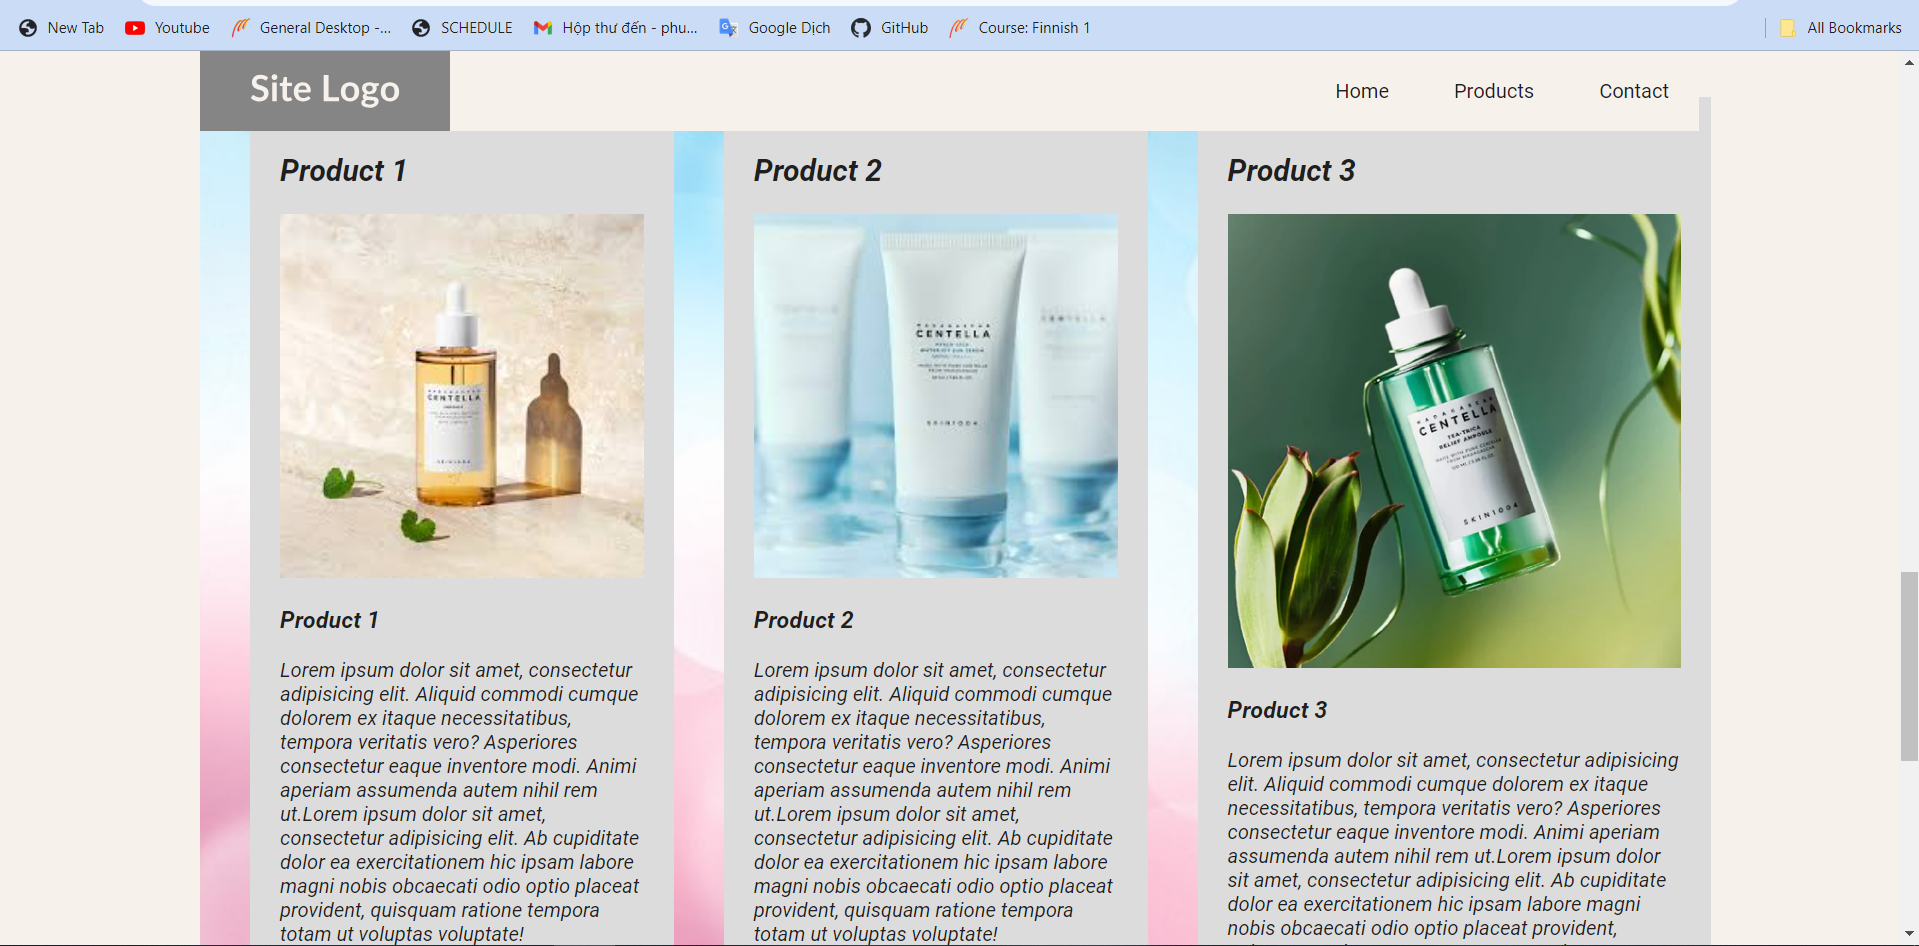 New Tab
Youtube
General Desktop -...
SCHEDULE
Hộp thư đến - phu...
Google Dịch
GitHub
Course: Finnish 1
All Bookmarks
Site Logo
Home
Products
Contact
Product 1
CENTELLA
SKIN1004
Product 1
Lorem ipsum dolor sit amet, consectetur
adipisicing elit. Aliquid commodi cumque
dolorem ex itaque necessitatibus,
tempora veritatis vero? Asperiores
consectetur eaque inventore modi. Animi
aperiam assumenda autem nihil rem
ut.Lorem ipsum dolor sit amet,
consectetur adipisicing elit. Ab cupiditate
dolor ea exercitationem hic ipsam labore
magni nobis obcaecati odio optio placeat
provident, quisquam ratione tempora
totam ut voluptas voluptate!
Product 2
MADAGASCAR
CENTELLA
SKIN1004
Product 2
Lorem ipsum dolor sit amet, consectetur
adipisicing elit. Aliquid commodi cumque
dolorem ex itaque necessitatibus,
tempora veritatis vero? Asperiores
consectetur eaque inventore modi. Animi
aperiam assumenda autem nihil rem
ut.Lorem ipsum dolor sit amet,
consectetur adipisicing elit. Ab cupiditate
dolor ea exercitationem hic ipsam labore
magni nobis obcaecati odio optio placeat
provident, quisquam ratione tempora
totam ut voluptas voluptate!
Product 3
MADAGASCAR
CENTELLA
TEA-TRICA
RELIEF AMPOULE
SKIN1004
Product 3
Lorem ipsum dolor sit amet, consectetur adipisicing
elit. Aliquid commodi cumque dolorem ex itaque
necessitatibus, tempora veritatis vero? Asperiores
consectetur eaque inventore modi. Animi aperiam
assumenda autem nihil rem ut.Lorem ipsum dolor
sit amet, consectetur adipisicing elit. Ab cupiditate
dolor ea exercitationem hic ipsam labore magni
nobis obcaecati odio optio placeat provident,